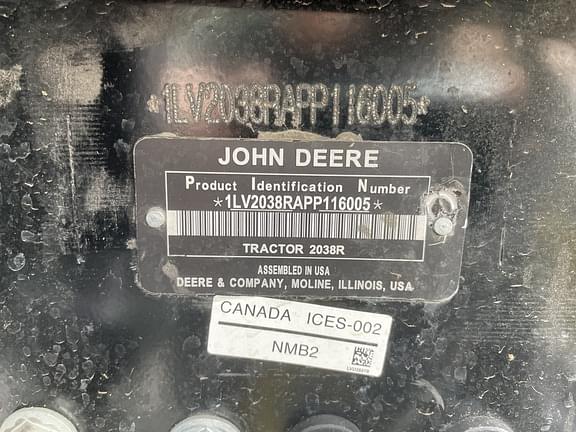 *1LV2038RAPP116005*
JOHN DEERE
Product Identification Number
*1LV2038RAPP116005*
TRACTOR 2038R
ASSEMBLED IN USA
DEERE & COMPANY, MOLINE, ILLINOIS, USA
CANADA ICES-002
NMB2